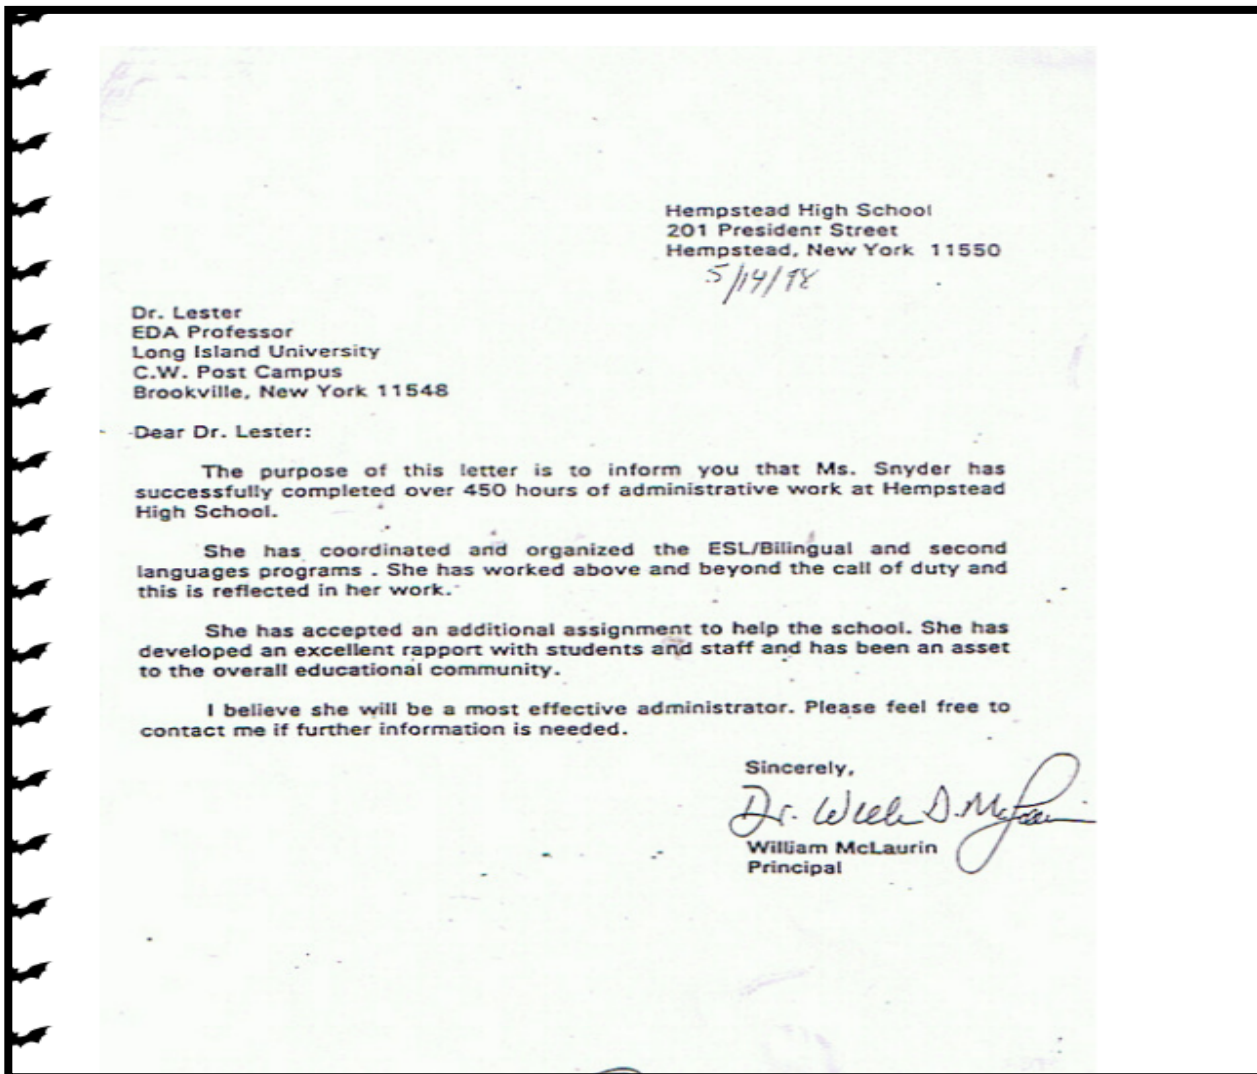 Hempstead High School
201 President Street
Hempstead, New York 11550
5/14/98
Dr. Lester
EDA Professor
Long Island University
C.W. Post Campus
Brookville, New York 11548
Dear Dr. Lester:
The purpose of this letter is to inform you that Ms. Snyder has
successfully completed over 450 hours of administrative work at Hempstead
High School.
She has coordinated and organized the ESL/Bilingual and second
languages programs . She has worked above and beyond the call of duty and
this is reflected in her work.
She has accepted an additional assignment to help the school. She has
developed an excellent rapport with students and staff and has been an asset
to the overall educational community.
I believe she will be a most effective administrator. Please feel free to
contact me if further information is needed.
Sincerely,
Dr.
William McLaurin
Principal